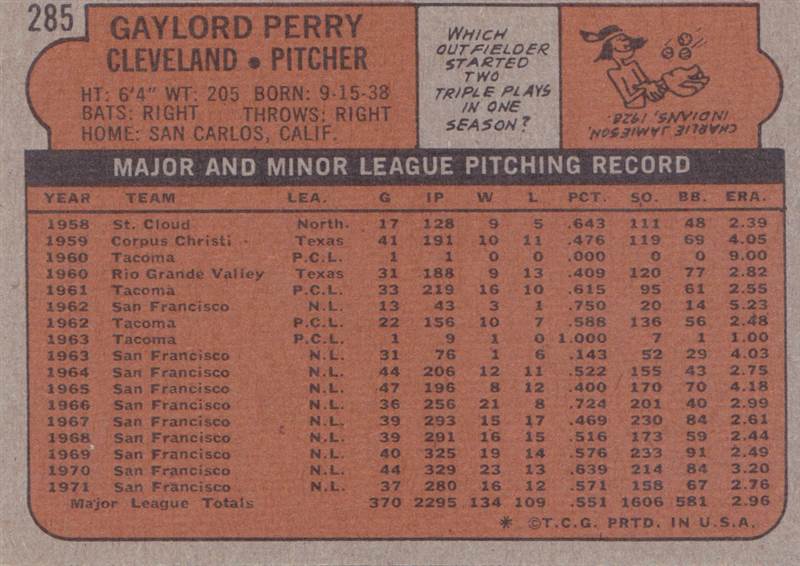 285
GAYLORD PERRY
CLEVELAND • PITCHER
HT: 6'4" WT: 205 BORN: 9-15-38
BATS: RIGHT THROWS: RIGHT
HOME: SAN CARLOS, CALIF.
WHICH
OUTFIELDER
STARTED
TWO
TRIPLE PLAYS
IN ONE
SEASON?
CHARLIE JAMIESON,
INDIANS, 1928.
MAJOR AND MINOR LEAGUE PITCHING RECORD
YEAR TEAM LEA. G IP W L PCT. SO. BB. ERA.
1958 St. Cloud North. 17 128 9 5 .643 111 48 2.39
1959 Corpus Christi Texas 41 191 10 11 .476 119 69 4.05
1960 Tacoma P.C.L. 1 1 0 0 .000 0 0 9.00
1960 Rio Grande Valley Texas 31 188 9 13 .409 120 77 2.82
1961 Tacoma P.C.L. 33 219 16 10 .615 95 61 2.55
1962 San Francisco N.L. 13 43 3 1 .750 20 14 5.23
1962 Tacoma P.C.L. 22 156 10 7 .588 136 56 2.48
1963 Tacoma P.C.L. 1 9 1 0 1.000 7 1 1.00
1963 San Francisco N.L. 31 76 1 6 .143 52 29 4.03
1964 San Francisco N.L. 44 206 12 11 .522 155 43 2.75
1965 San Francisco N.L. 47 196 8 12 .400 170 70 4.18
1966 San Francisco N.L. 36 256 21 8 .724 201 40 2.99
1967 San Francisco N.L. 39 293 15 17 .469 230 84 2.61
1968 San Francisco N.L. 39 291 16 15 .516 173 59 2.44
1969 San Francisco N.L. 40 325 19 14 .576 233 91 2.49
1970 San Francisco N.L. 44 329 23 13 .639 214 84 3.20
1971 San Francisco N.L. 37 280 16 12 .571 158 67 2.76
Major League Totals 370 2295 134 109 .551 1606 581 2.96
* ©T.C.G. PRTD. IN U.S.A.